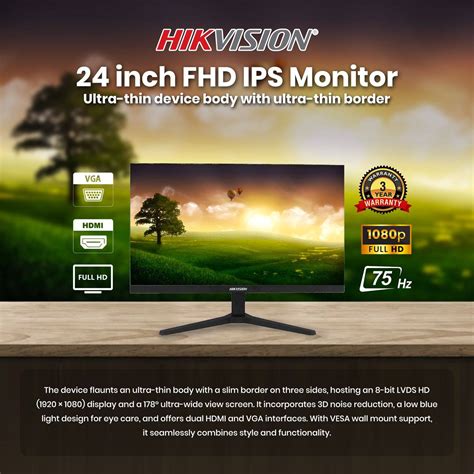 HIKVISION®
24 inch FHD IPS Monitor
Ultra-thin device body with ultra-thin border
VGA
HDMI
FULL HD
WARRANTY
3
YEAR
WARRANTY
1080p
FULL HD
75 Hz
HIKVISION
The device flaunts an ultra-thin body with a slim border on three sides, hosting an 8-bit LVDS HD
(1920 × 1080) display and a 178° ultra-wide view screen. It incorporates 3D noise reduction, a low blue
light design for eye care, and offers dual HDMI and VGA interfaces. With VESA wall mount support,
it seamlessly combines style and functionality.